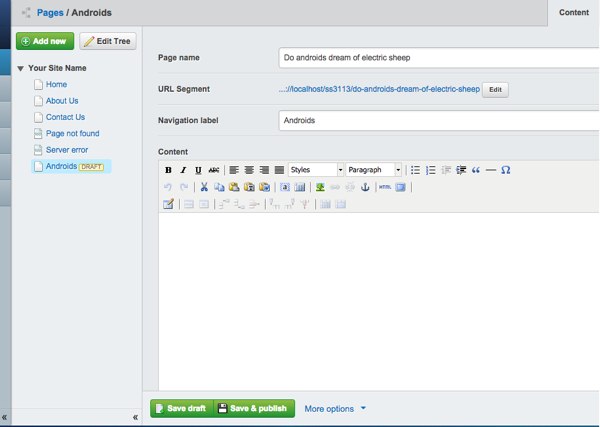 Pages / Androids
Content
Add new
Edit Tree
Your Site Name
Home
About Us
Contact Us
Page not found
Server error
Androids DRAFT
Page name
Do androids dream of electric sheep
URL Segment
...://localhost/ss3113/do-androids-dream-of-electric-sheep
Edit
Navigation label
Androids
Content
B I U ABC
Styles
Paragraph
HTML
Save draft
Save & publish
More options
«
«